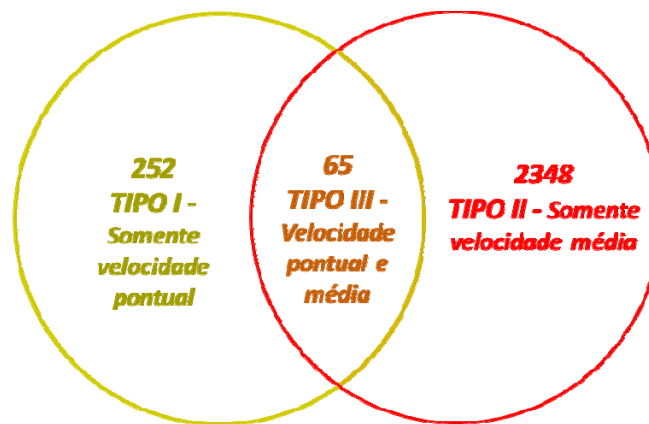 252
TIPO I -
Somente
velocidade
pontual
65
TIPO III -
Velocidade
pontual e
média
2348
TIPO II - Somente
velocidade média